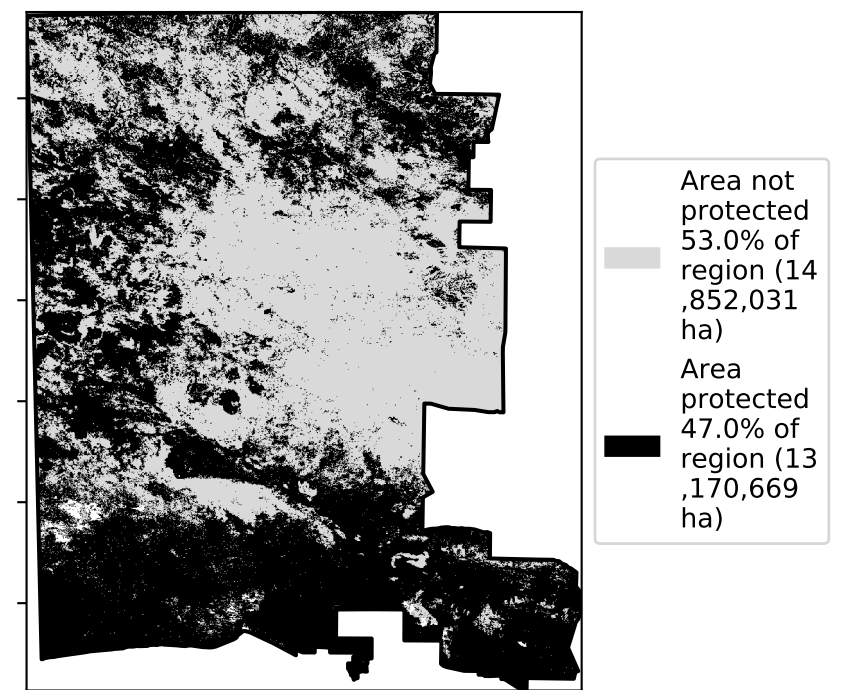 Area not
protected
53.0% of
region (14
,852,031
ha)
Area
protected
47.0% of
region (13
,170,669
ha)